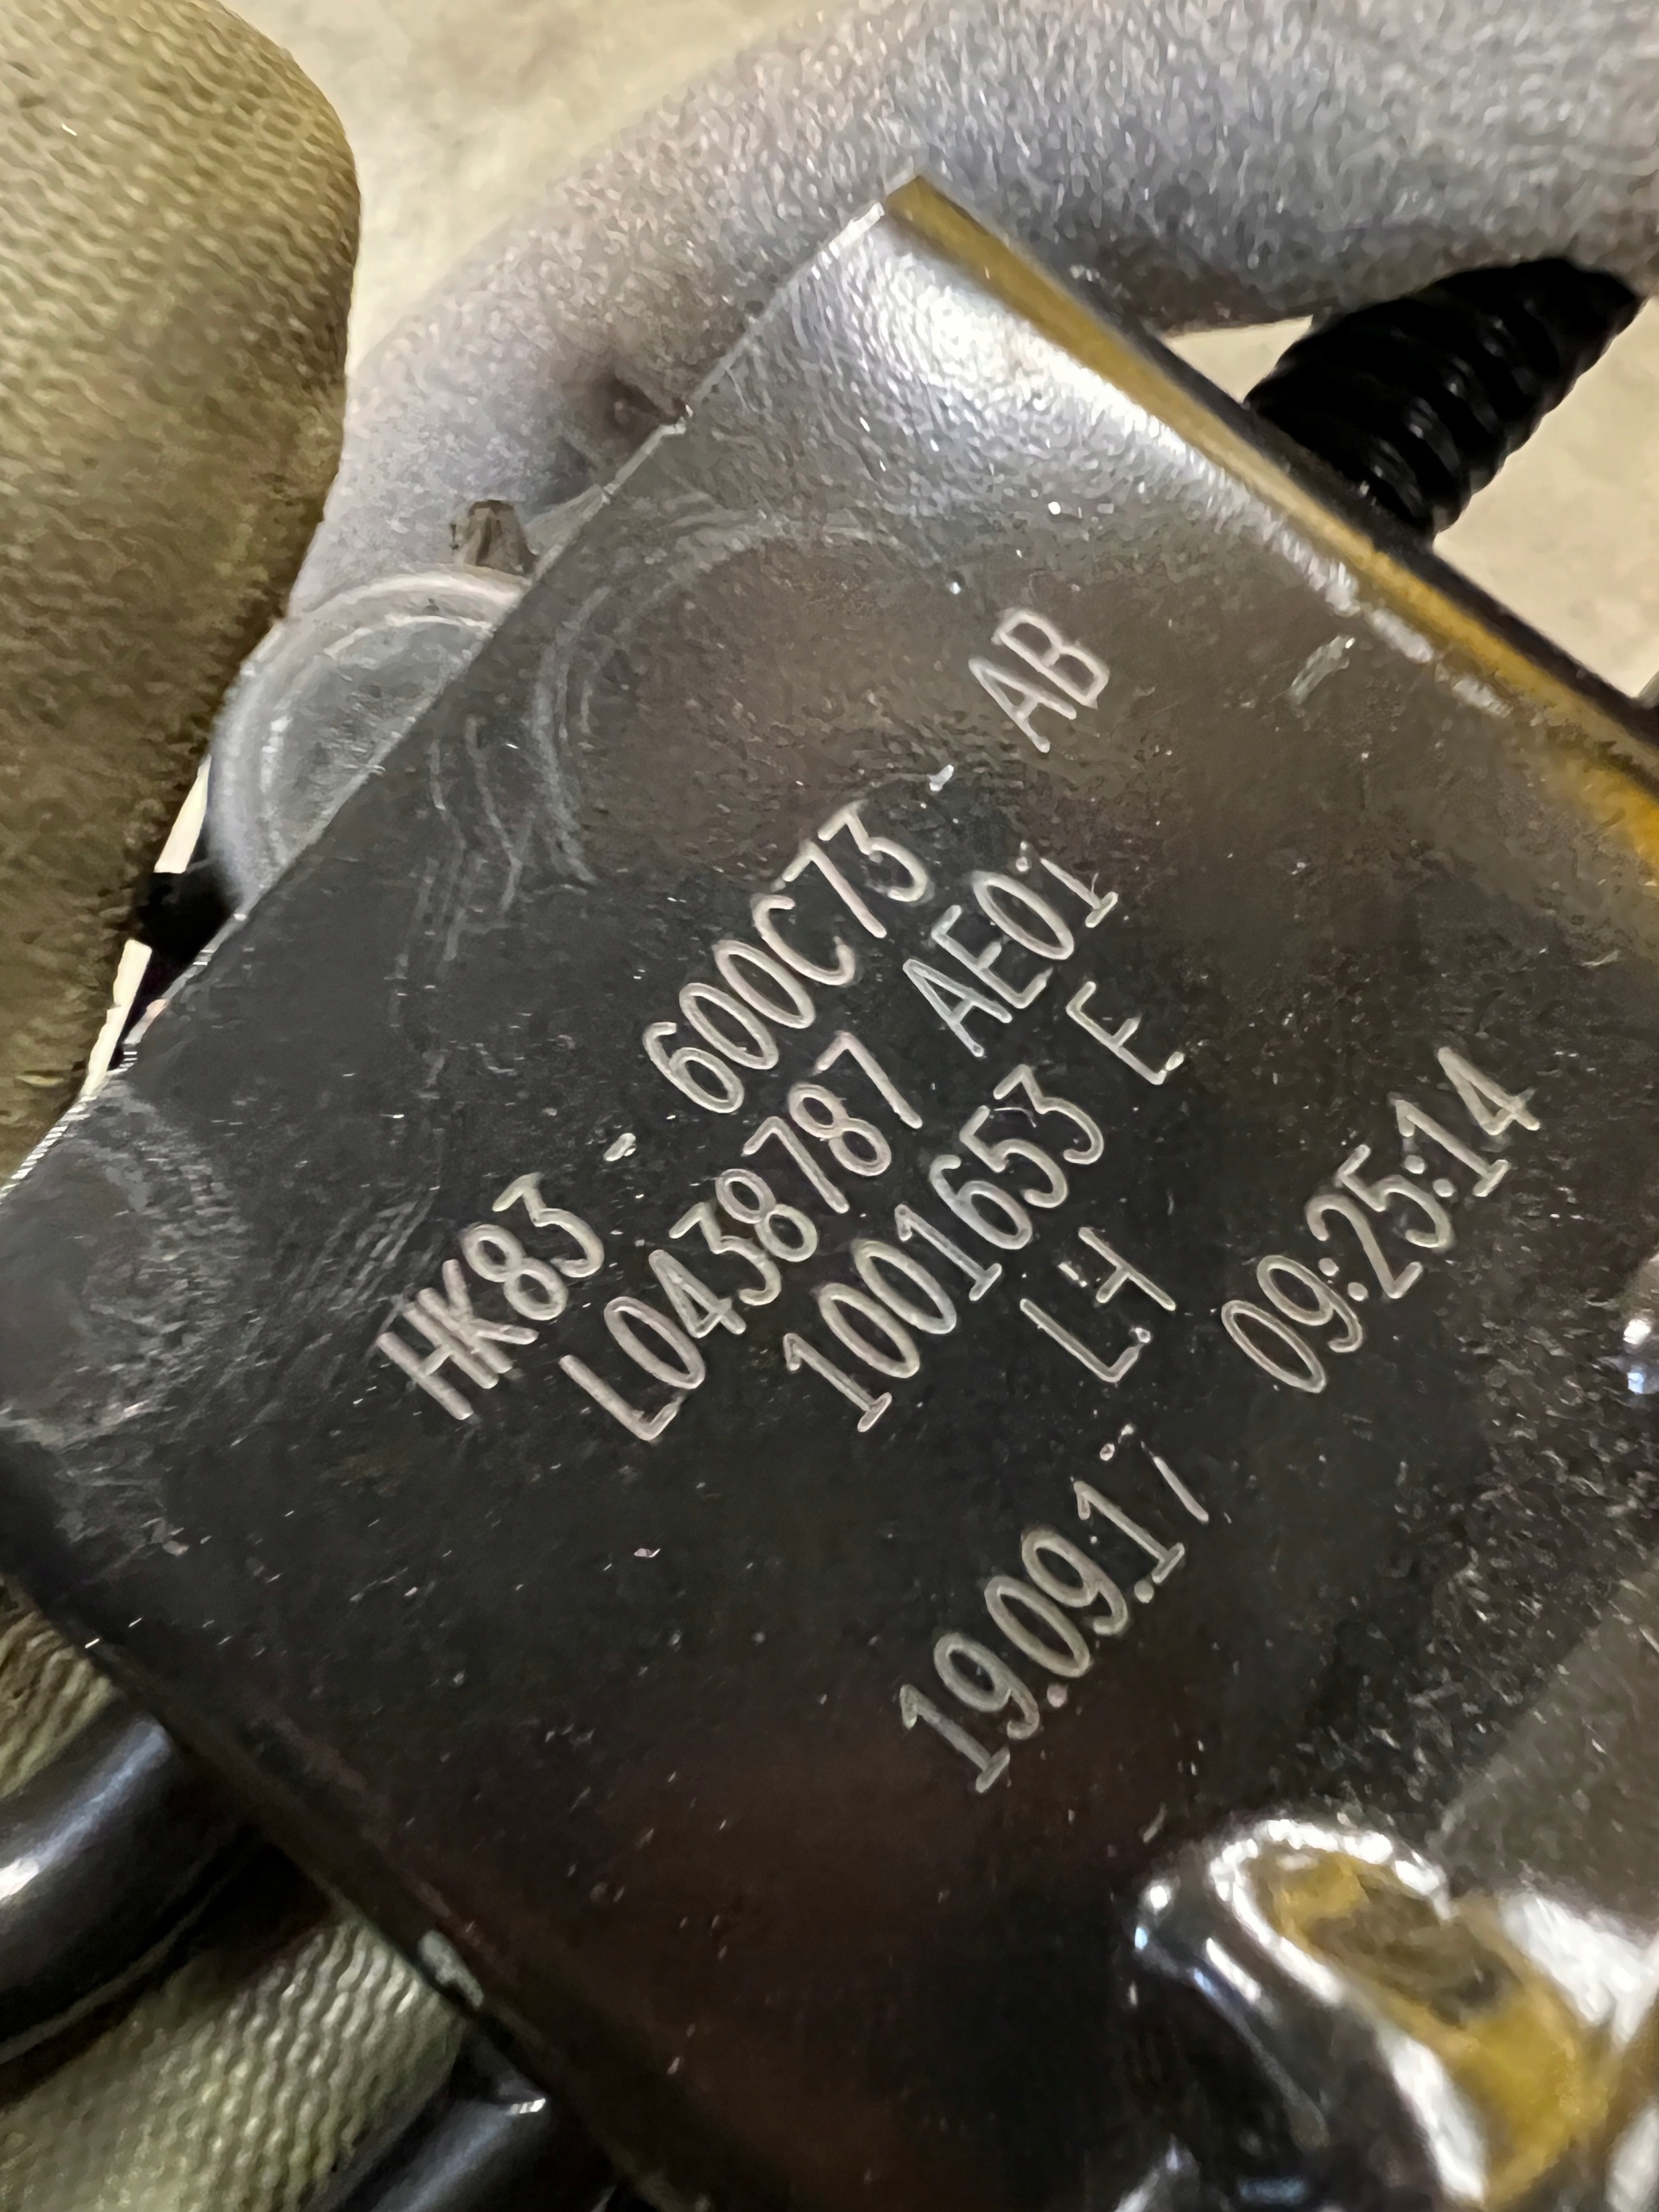 HK83 - 600C73 - AB
L0438787 AE01
1001653 E
LH
19.09.17 09:25:14